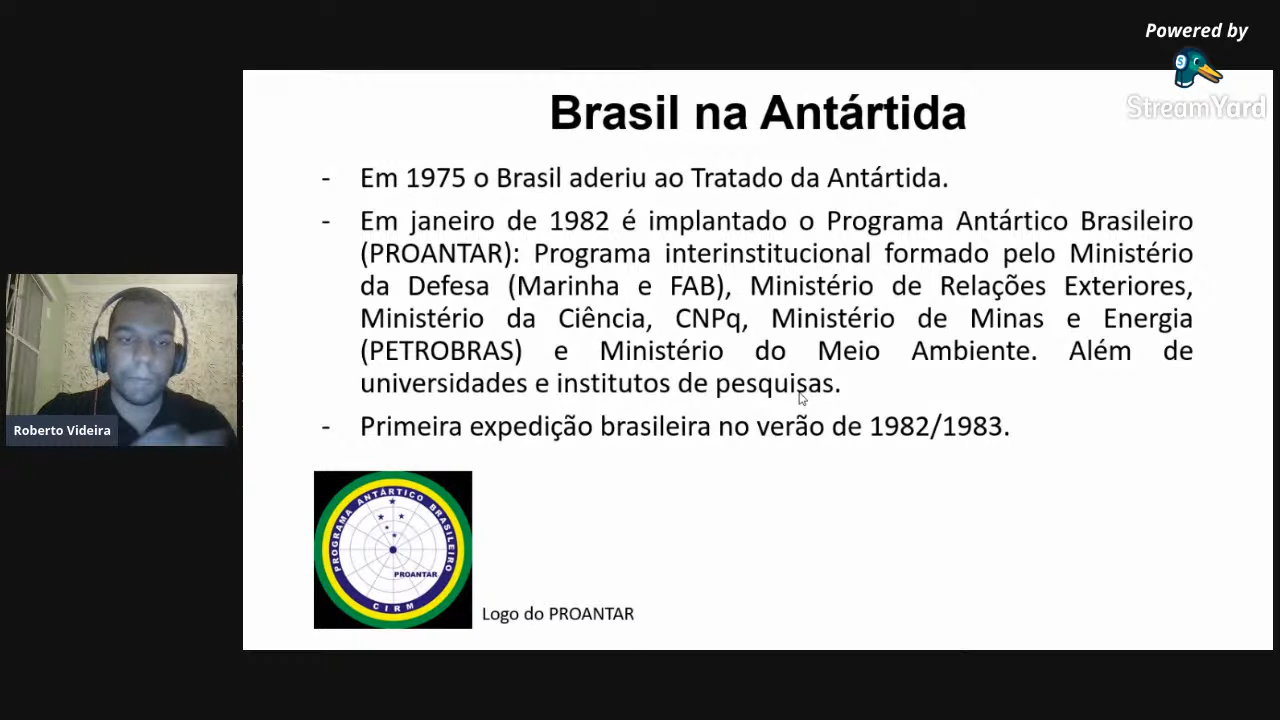 Powered by
StreamYard
Brasil na Antártida
- Em 1975 o Brasil aderiu ao Tratado da Antártida.
- Em janeiro de 1982 é implantado o Programa Antártico Brasileiro
(PROANTAR): Programa interinstitucional formado pelo Ministério
da Defesa (Marinha e FAB), Ministério de Relações Exteriores,
Ministério da Ciência, CNPq, Ministério de Minas e Energia
(PETROBRAS) e Ministério do Meio Ambiente. Além de
universidades e institutos de pesquisas.
- Primeira expedição brasileira no verão de 1982/1983.
Roberto Videira
PROGRAMA ANTÁRTICO BRASILEIRO
PROANTAR
CIRM
Logo do PROANTAR